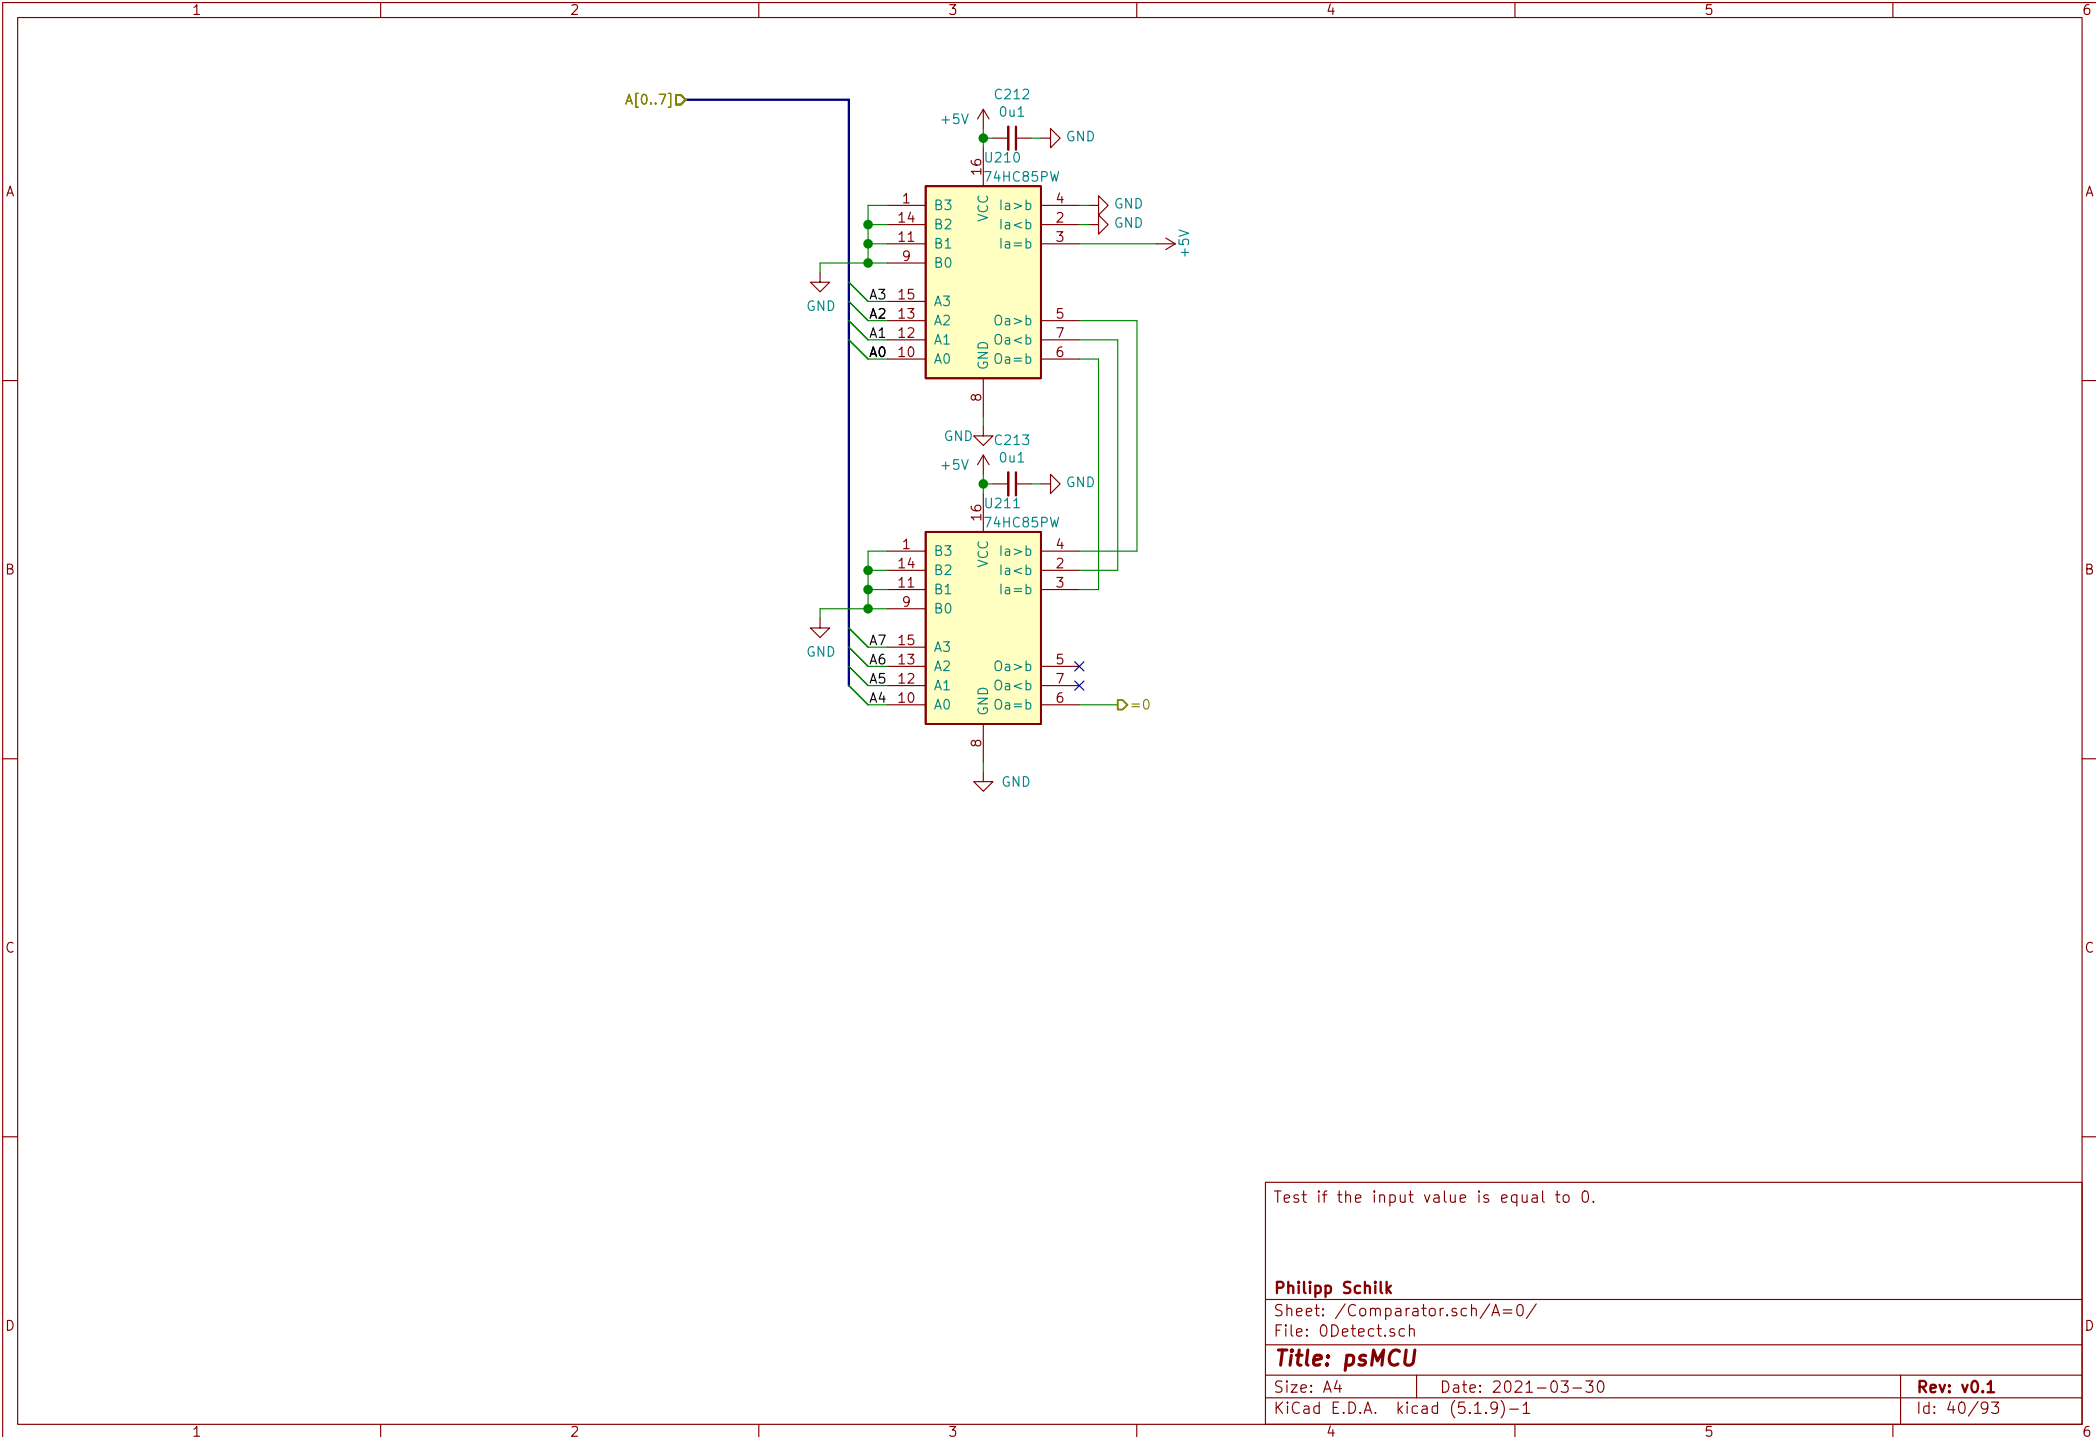 1 2 3 4 5 6
A[0..7]
C212
0u1
+5V
GND
U210
16
74HC85PW
A A
1 B3 VCC Ia>b 4 GND
14 B2 Ia<b 2 GND
11 B1 Ia=b 3 +5V
9 B0
GND
A3 15 A3
A2 13 A2 Oa>b 5
A1 12 A1 Oa<b 7
A0 10 A0 GND Oa=b 6
8
GND
C213
0u1
+5V
GND
U211
16
74HC85PW
B B
1 B3 VCC Ia>b 4
14 B2 Ia<b 2
11 B1 Ia=b 3
9 B0
GND
A7 15 A3
A6 13 A2 Oa>b 5
A5 12 A1 Oa<b 7
A4 10 A0 GND Oa=b 6 =0
8
GND
C C
Test if the input value is equal to 0.
Philipp Schilk
Sheet: /Comparator.sch/A=0/
File: 0Detect.sch
D D
Title: psMCU
Size: A4 Date: 2021-03-30 Rev: v0.1
KiCad E.D.A. kicad (5.1.9)-1 Id: 40/93
1 2 3 4 5 6